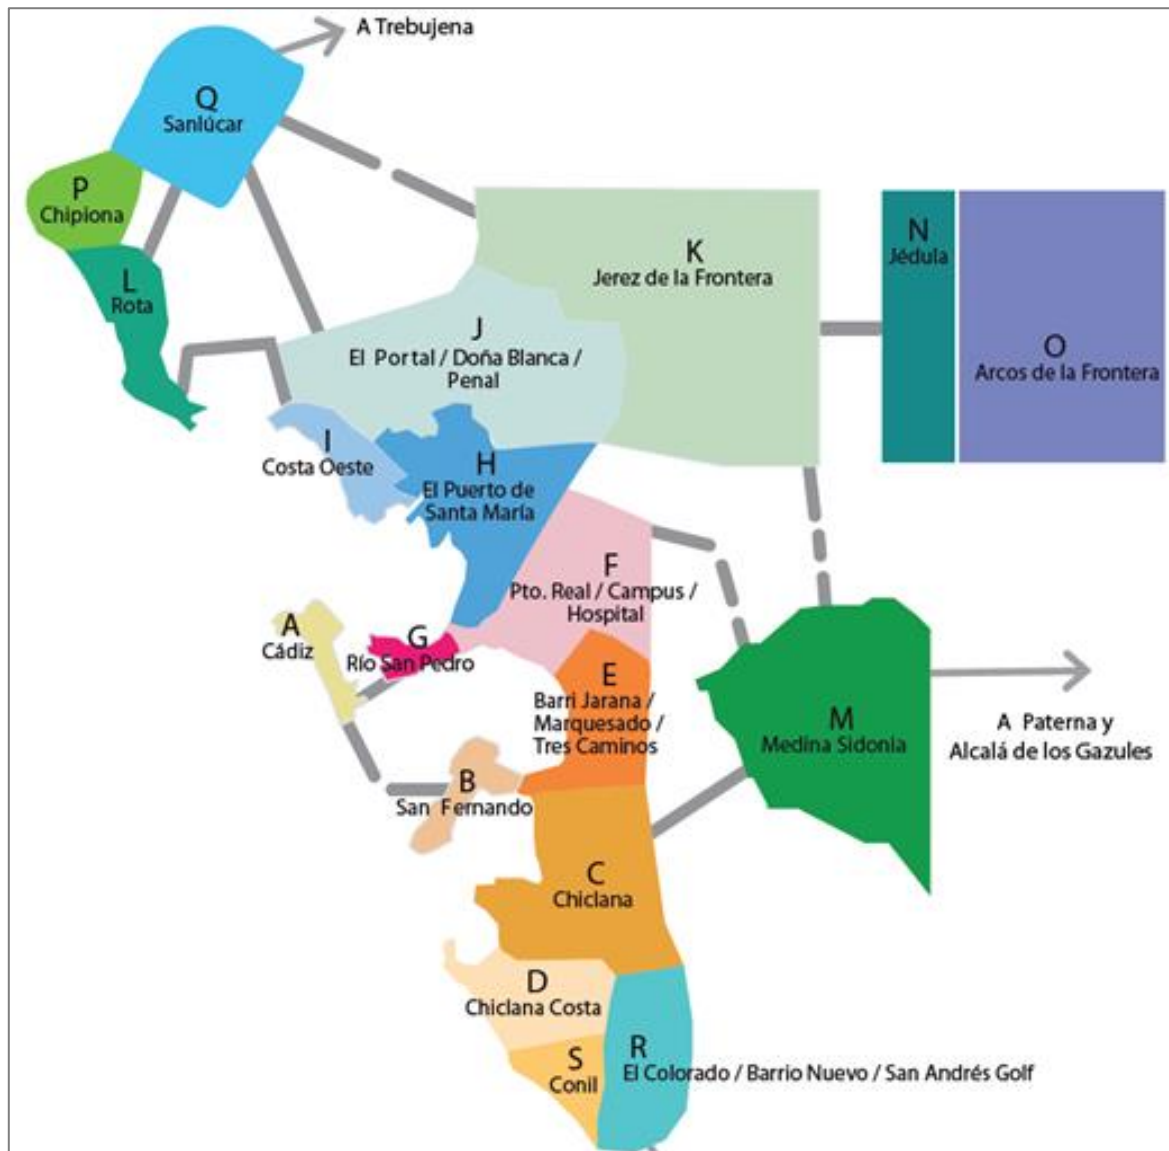 A Trebujena
Q
Sanlúcar
P
Chipiona
L
Rota
K
Jerez de la Frontera
N
Jédula
O
Arcos de la Frontera
J
El Portal / Doña Blanca /
Penal
I
Costa Oeste
H
El Puerto de
Santa María
F
Pto. Real / Campus /
Hospital
A
Cádiz
G
Río San Pedro
E
Barri Jarana /
Marquesado /
Tres Caminos
M
Medina Sidonia
A Paterna y
Alcalá de los Gazules
B
San Fernando
C
Chiclana
D
Chiclana Costa
S
Conil
R
El Colorado / Barrio Nuevo / San Andrés Golf